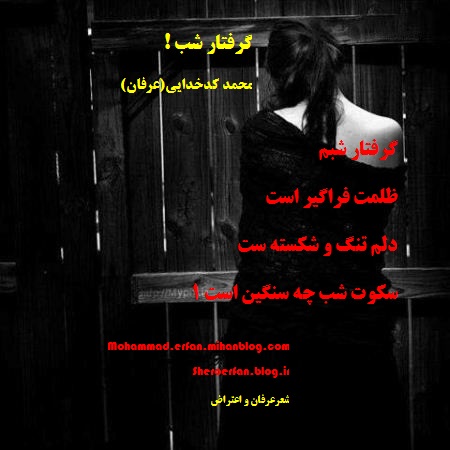 گرفتار شب !
محمد کدخدایی(عرفان)
گرفتار شبم
ظلمت فراگیر است
دلم تنگ و شکسته ست
سکوت شب چه سنگین است !
Mohammad.erfan.mihanblog.com
Sherperfan.blog.ir
شعرعرفان و اعتراض